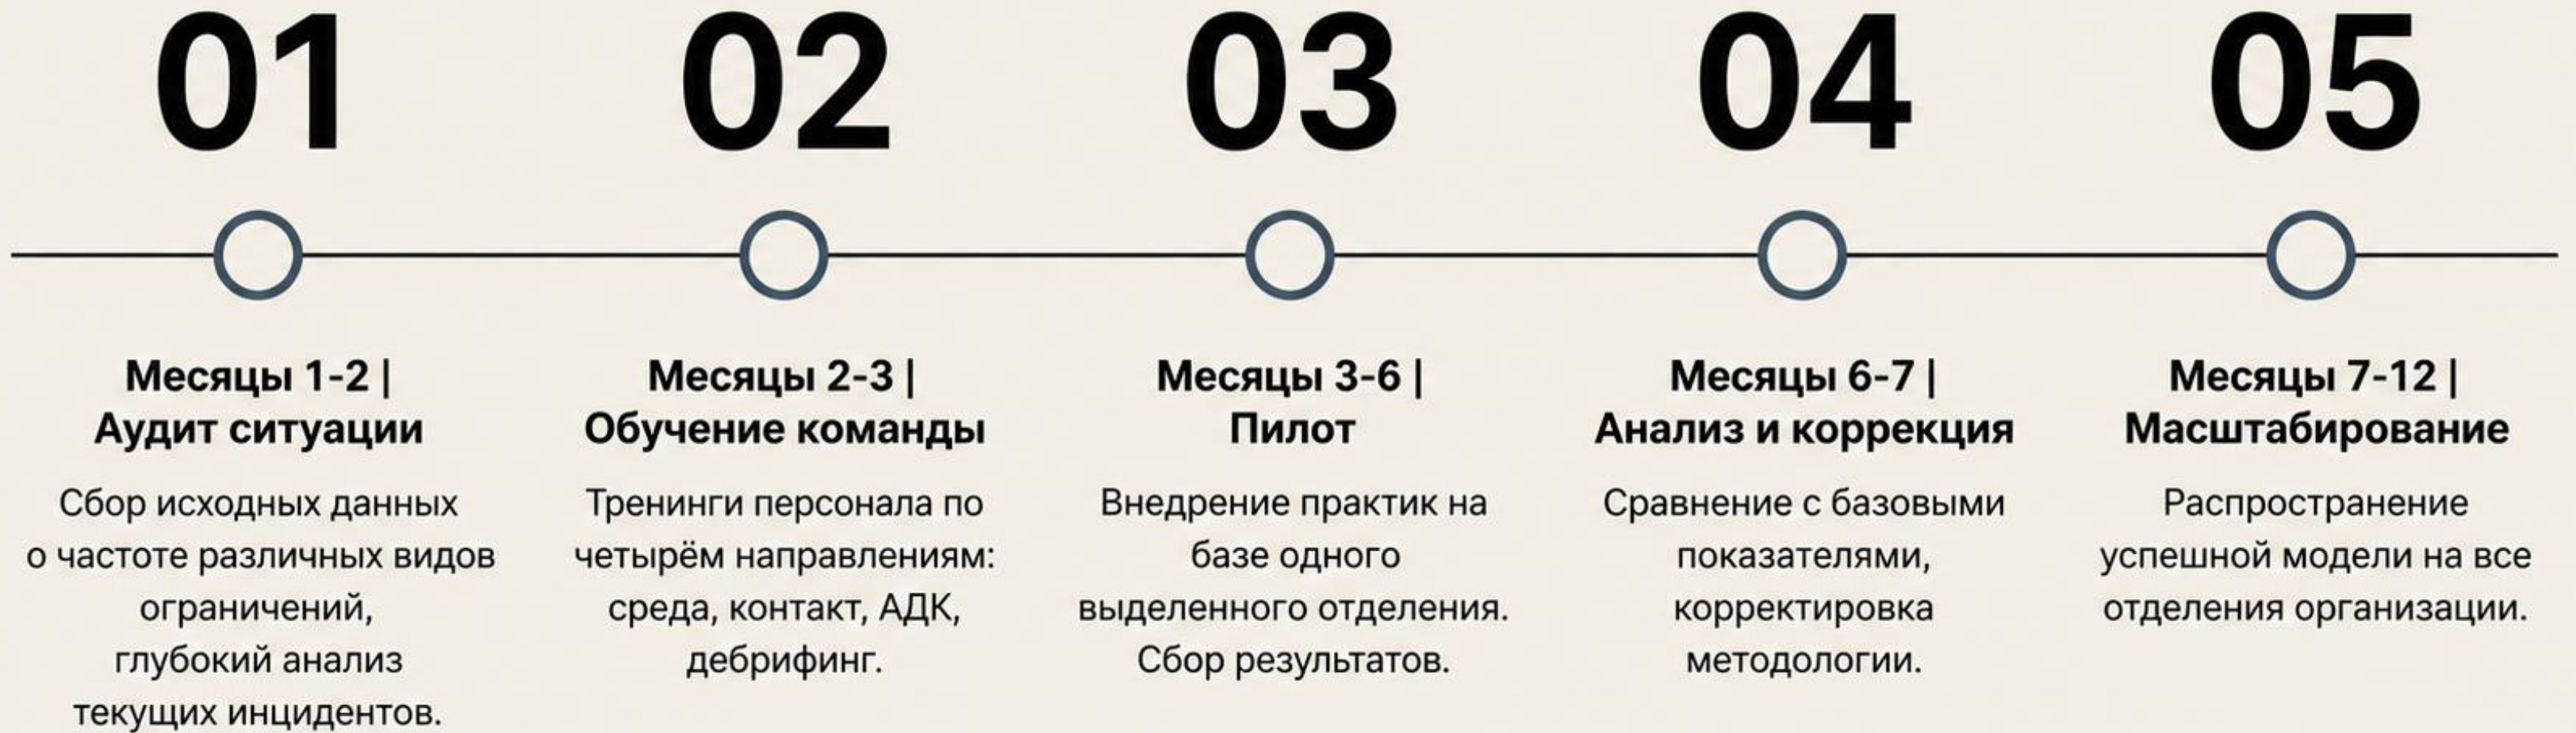 01
02
03
04
05
Месяцы 1-2 |
Аудит ситуации
Сбор исходных данных
о частоте различных видов
ограничений,
глубокий анализ
текущих инцидентов.
Месяцы 2-3 |
Обучение команды
Тренинги персонала по
четырём направлениям:
среда, контакт, АДК,
дебрифинг.
Месяцы 3-6 |
Пилот
Внедрение практик на
базе одного
выделенного отделения.
Сбор результатов.
Месяцы 6-7 |
Анализ и коррекция
Сравнение с базовыми
показателями,
корректировка
методологии.
Месяцы 7-12 |
Масштабирование
Распространение
успешной модели на все
отделения организации.